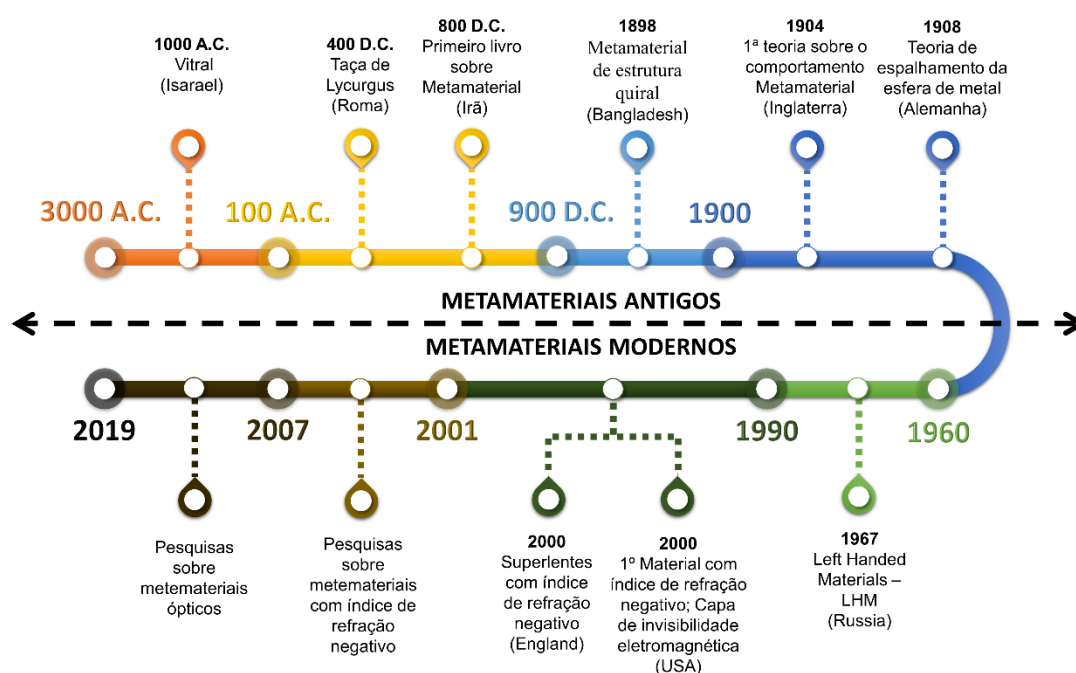 1000 A.C.
Vitral
(Isarael)
400 D.C.
Taça de
Lycurgus
(Roma)
800 D.C.
Primeiro livro
sobre
Metamaterial
(Irã)
1898
Metamaterial
de estrutura
quiral
(Bangladesh)
1904
1ª teoria sobre o
comportamento
Metamaterial
(Inglaterra)
1908
Teoria de
espalhamento da
esfera de metal
(Alemanha)
3000 A.C.
100 A.C.
900 D.C.
1900
METAMATERIAIS ANTIGOS
METAMATERIAIS MODERNOS
2019
2007
2001
1990
1960
Pesquisas
sobre
metemateriais
ópticos
Pesquisas
sobre
metemateriais
com índice de
refração
negativo
2000
Superlentes
com índice
de refração
negativo
(England)
2000
1º Material com
índice de refração
negativo; Capa
de invisibilidade
eletromagnética
(USA)
1967
Left Handed
Materials –
LHM
(Russia)